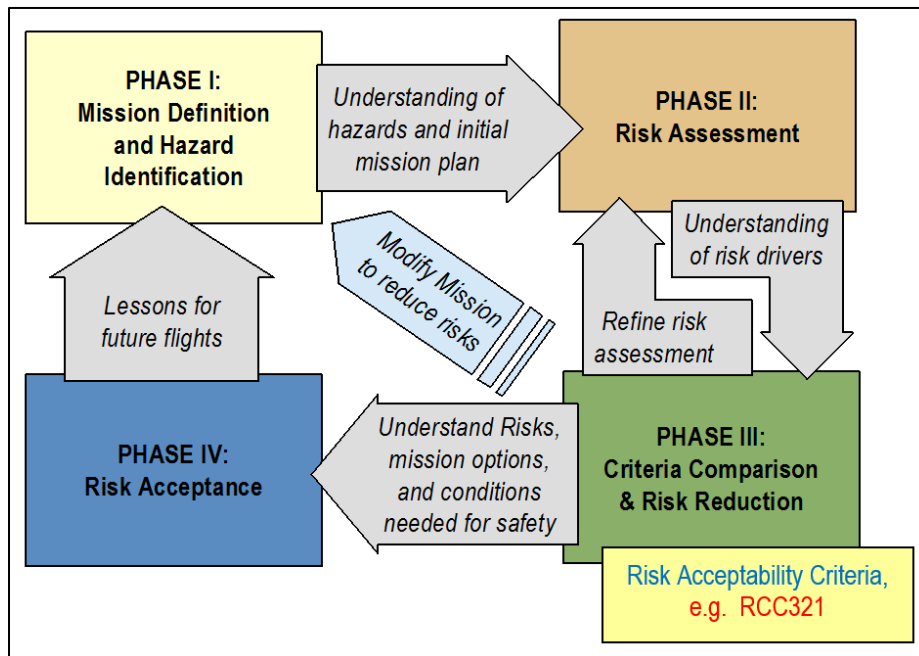 PHASE I:
Mission Definition
and Hazard
Identification
Understanding of
hazards and initial
mission plan
PHASE II:
Risk Assessment
Understanding
of risk drivers
Modify Mission
to reduce risks
Lessons for
future flights
Refine risk
assessment
PHASE IV:
Risk Acceptance
Understand Risks,
mission options,
and conditions
needed for safety
PHASE III:
Criteria Comparison
& Risk Reduction
Risk Acceptability Criteria,
e.g.  RCC321